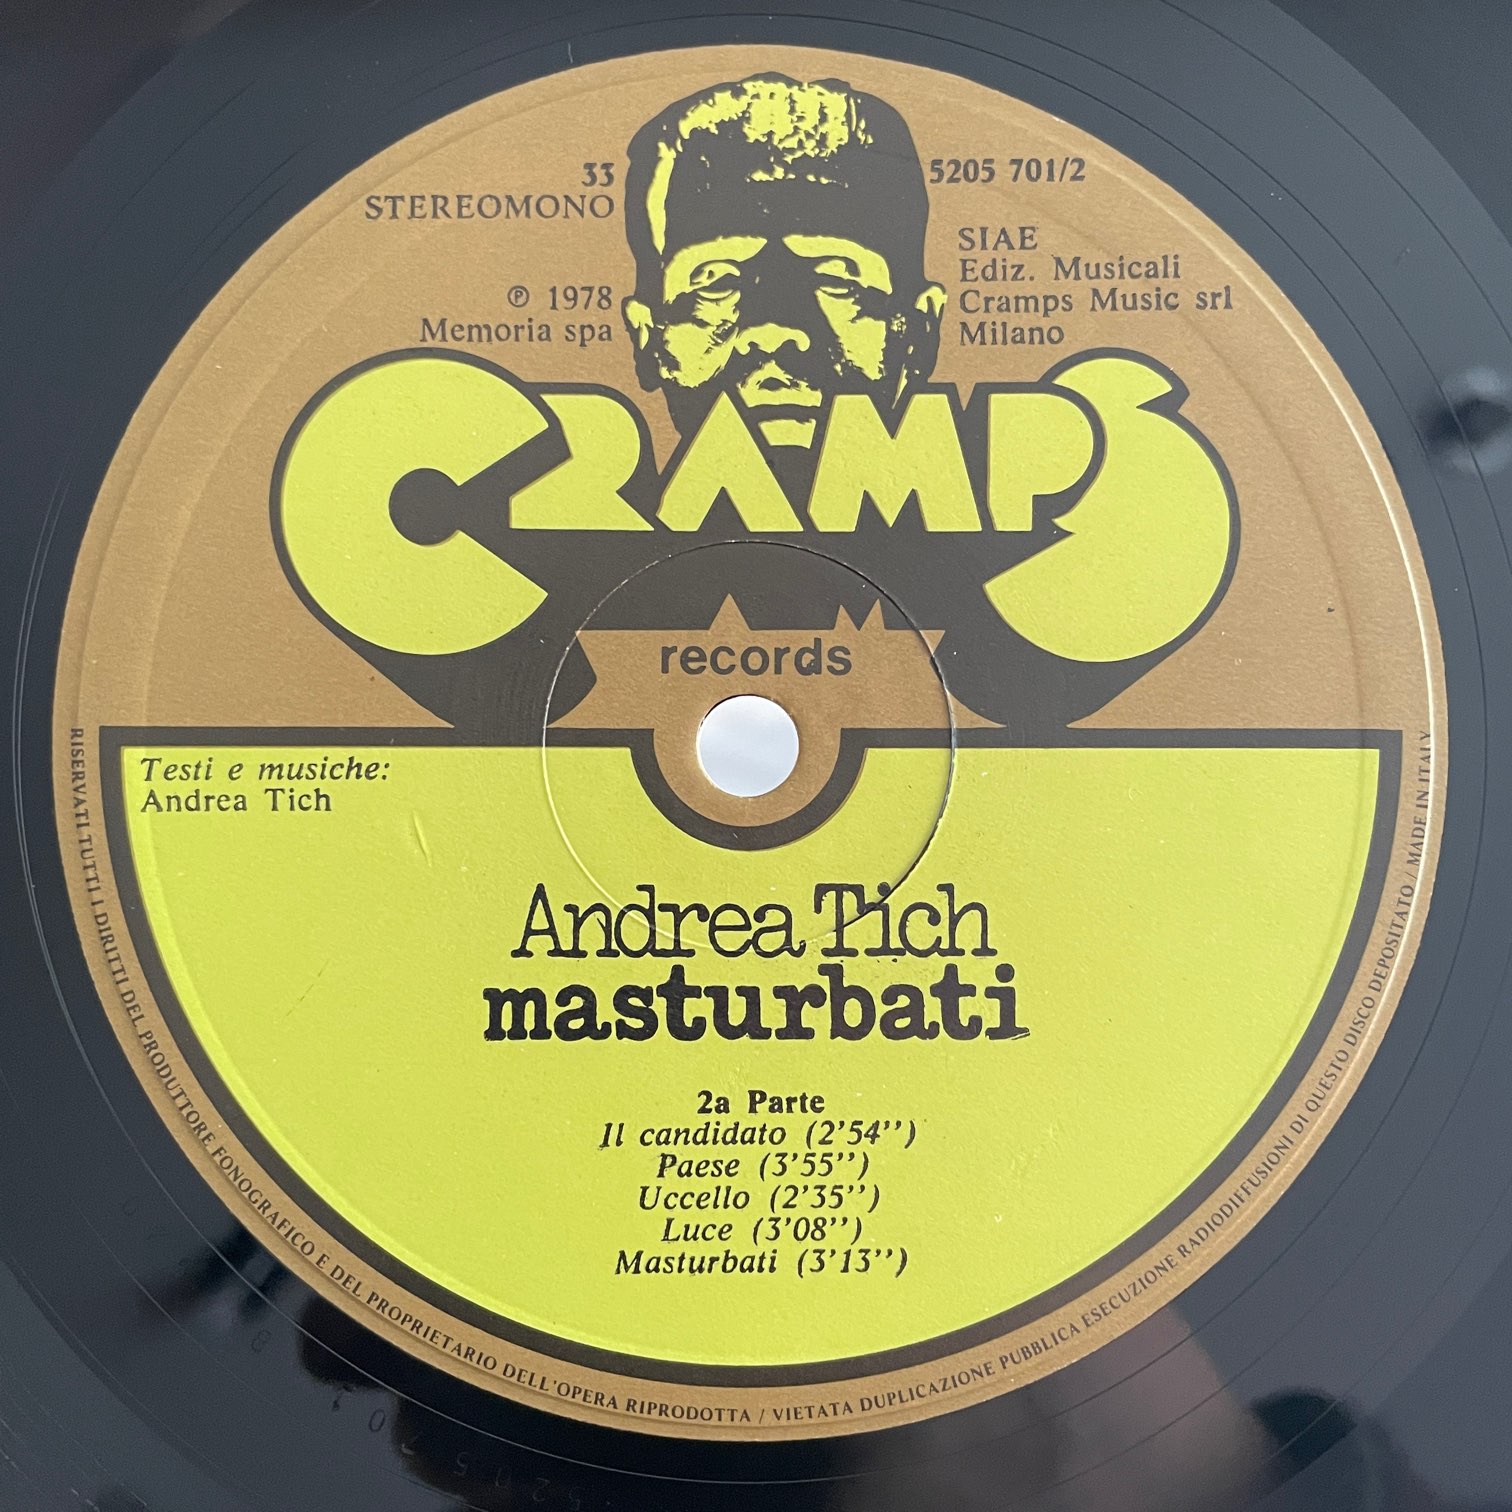 33
STEREOMONO
℗ 1978
Memoria spa
5205 701/2
SIAE
Ediz. Musicali
Cramps Music srl
Milano
CRAMPS
records
Testi e musiche:
Andrea Tich
Andrea Tich
masturbati
2a Parte
Il candidato (2'54'')
Paese (3'55'')
Uccello (2'35'')
Luce (3'08'')
Masturbati (3'13'')
RISERVATI TUTTI I DIRITTI DEL PRODUTTORE FONOGRAFICO E DEL PROPRIETARIO DELL'OPERA RIPRODOTTA / VIETATA DUPLICAZIONE PUBBLICA ESECUZIONE RADIODIFFUSIONI DI QUESTO DISCO DEPOSITATO / MADE IN ITALY